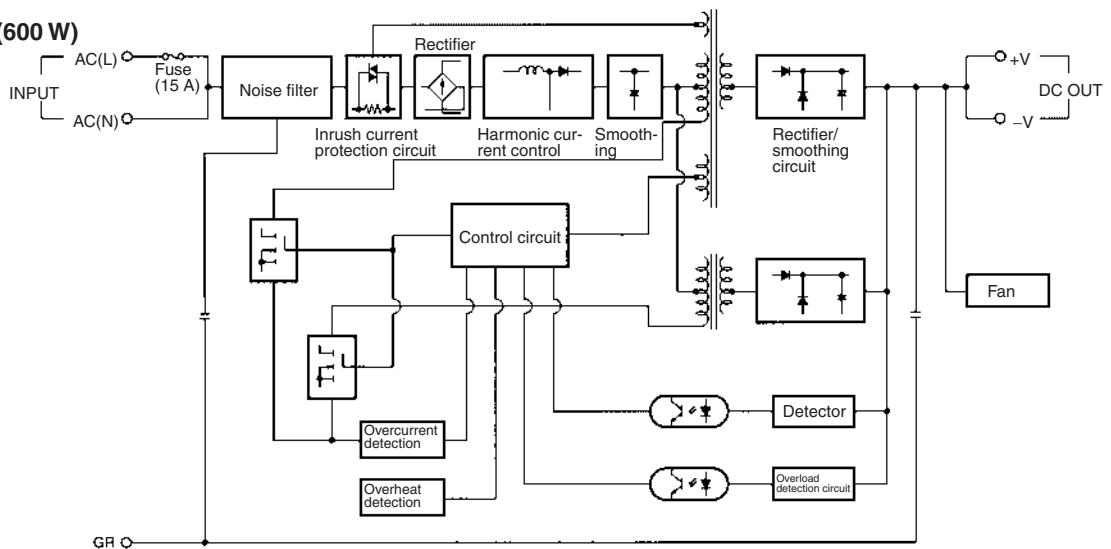 (600 W)
AC(L)
Fuse
(15 A)
INPUT
AC(N)
Noise filter
Inrush current
protection circuit
Rectifier
Harmonic cur-
rent control
Smooth-
ing
Rectifier/
smoothing
circuit
+V
DC OUT
−V
Control circuit
Fan
Overcurrent
detection
Detector
Overheat
detection
Overload
detection circuit
GR